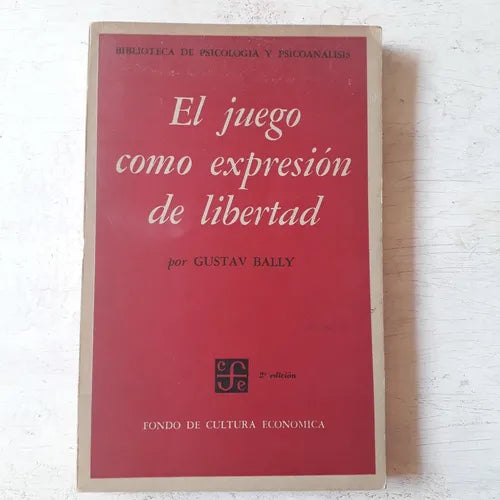 BIBLIOTECA DE PSICOLOGIA Y PSICOANALISIS
El juego
como expresión
de libertad
por GUSTAV BALLY
cfe
2ª edición
FONDO DE CULTURA ECONOMICA